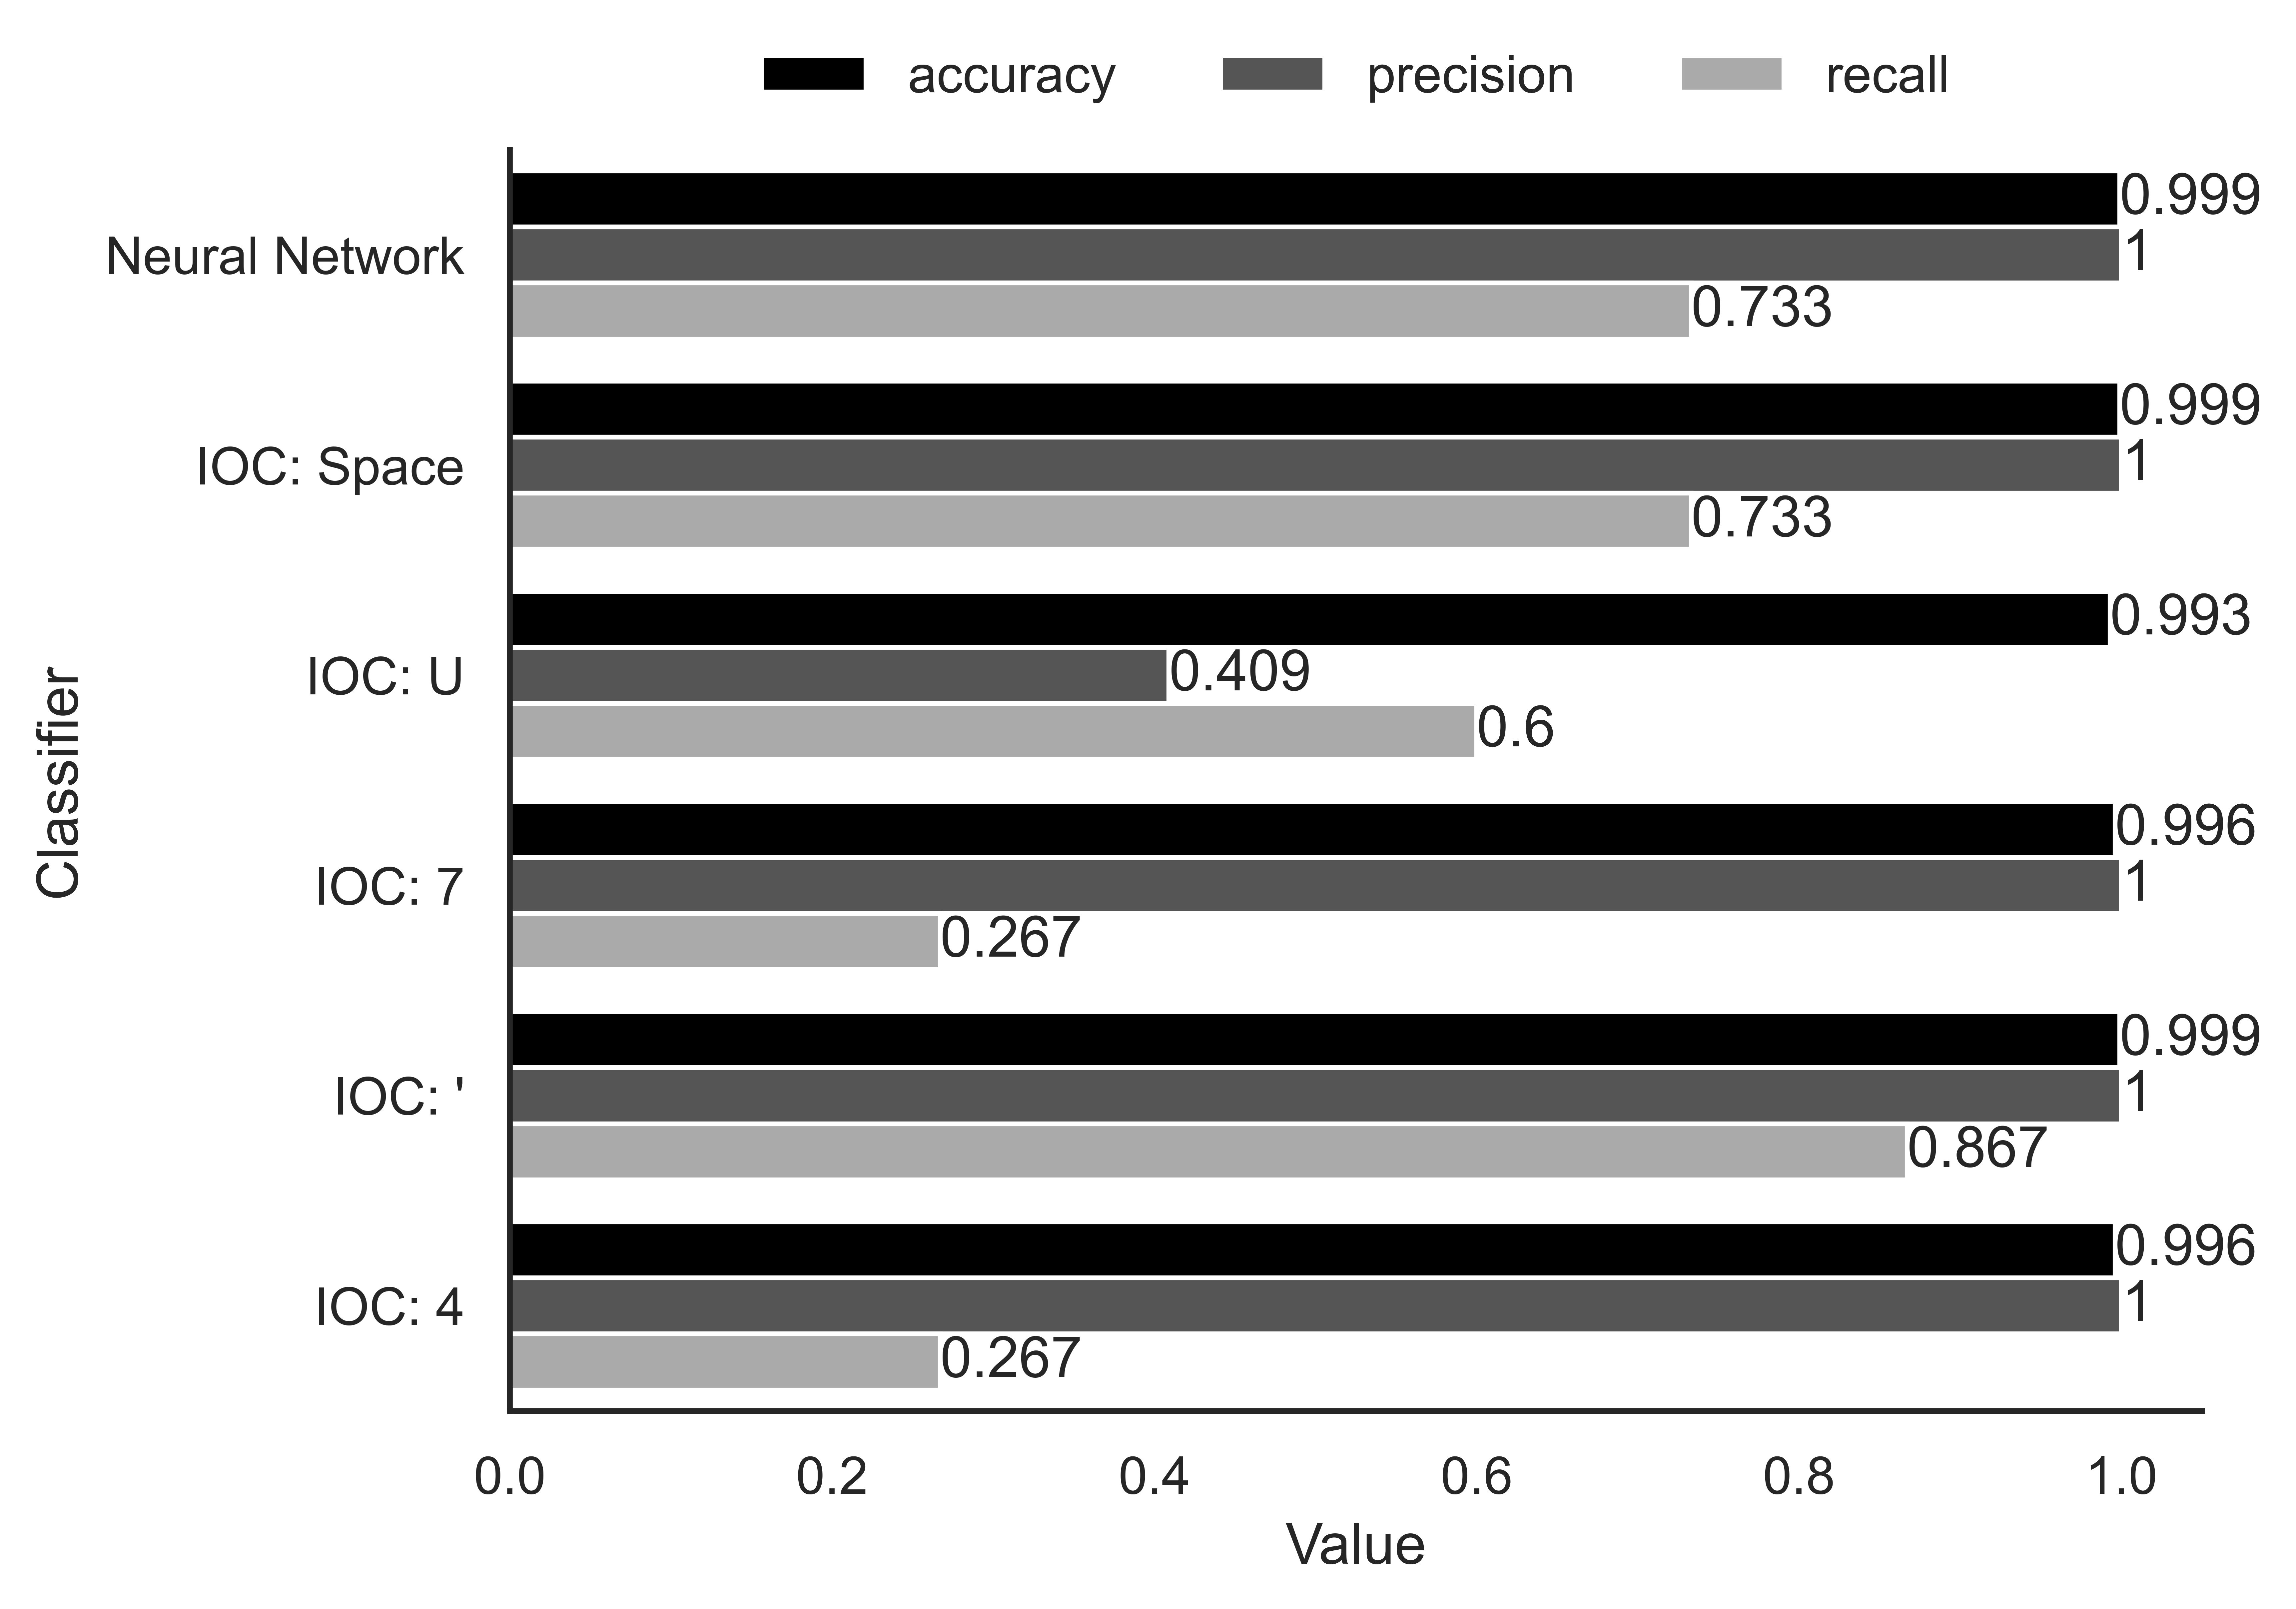 accuracy precision recall
Neural Network
0.999
1
0.733
IOC: Space
0.999
1
0.733
IOC: U
0.993
0.409
0.6
IOC: 7
0.996
1
0.267
IOC: '
0.999
1
0.867
IOC: 4
0.996
1
0.267
Classifier
0.0 0.2 0.4 0.6 0.8 1.0
Value